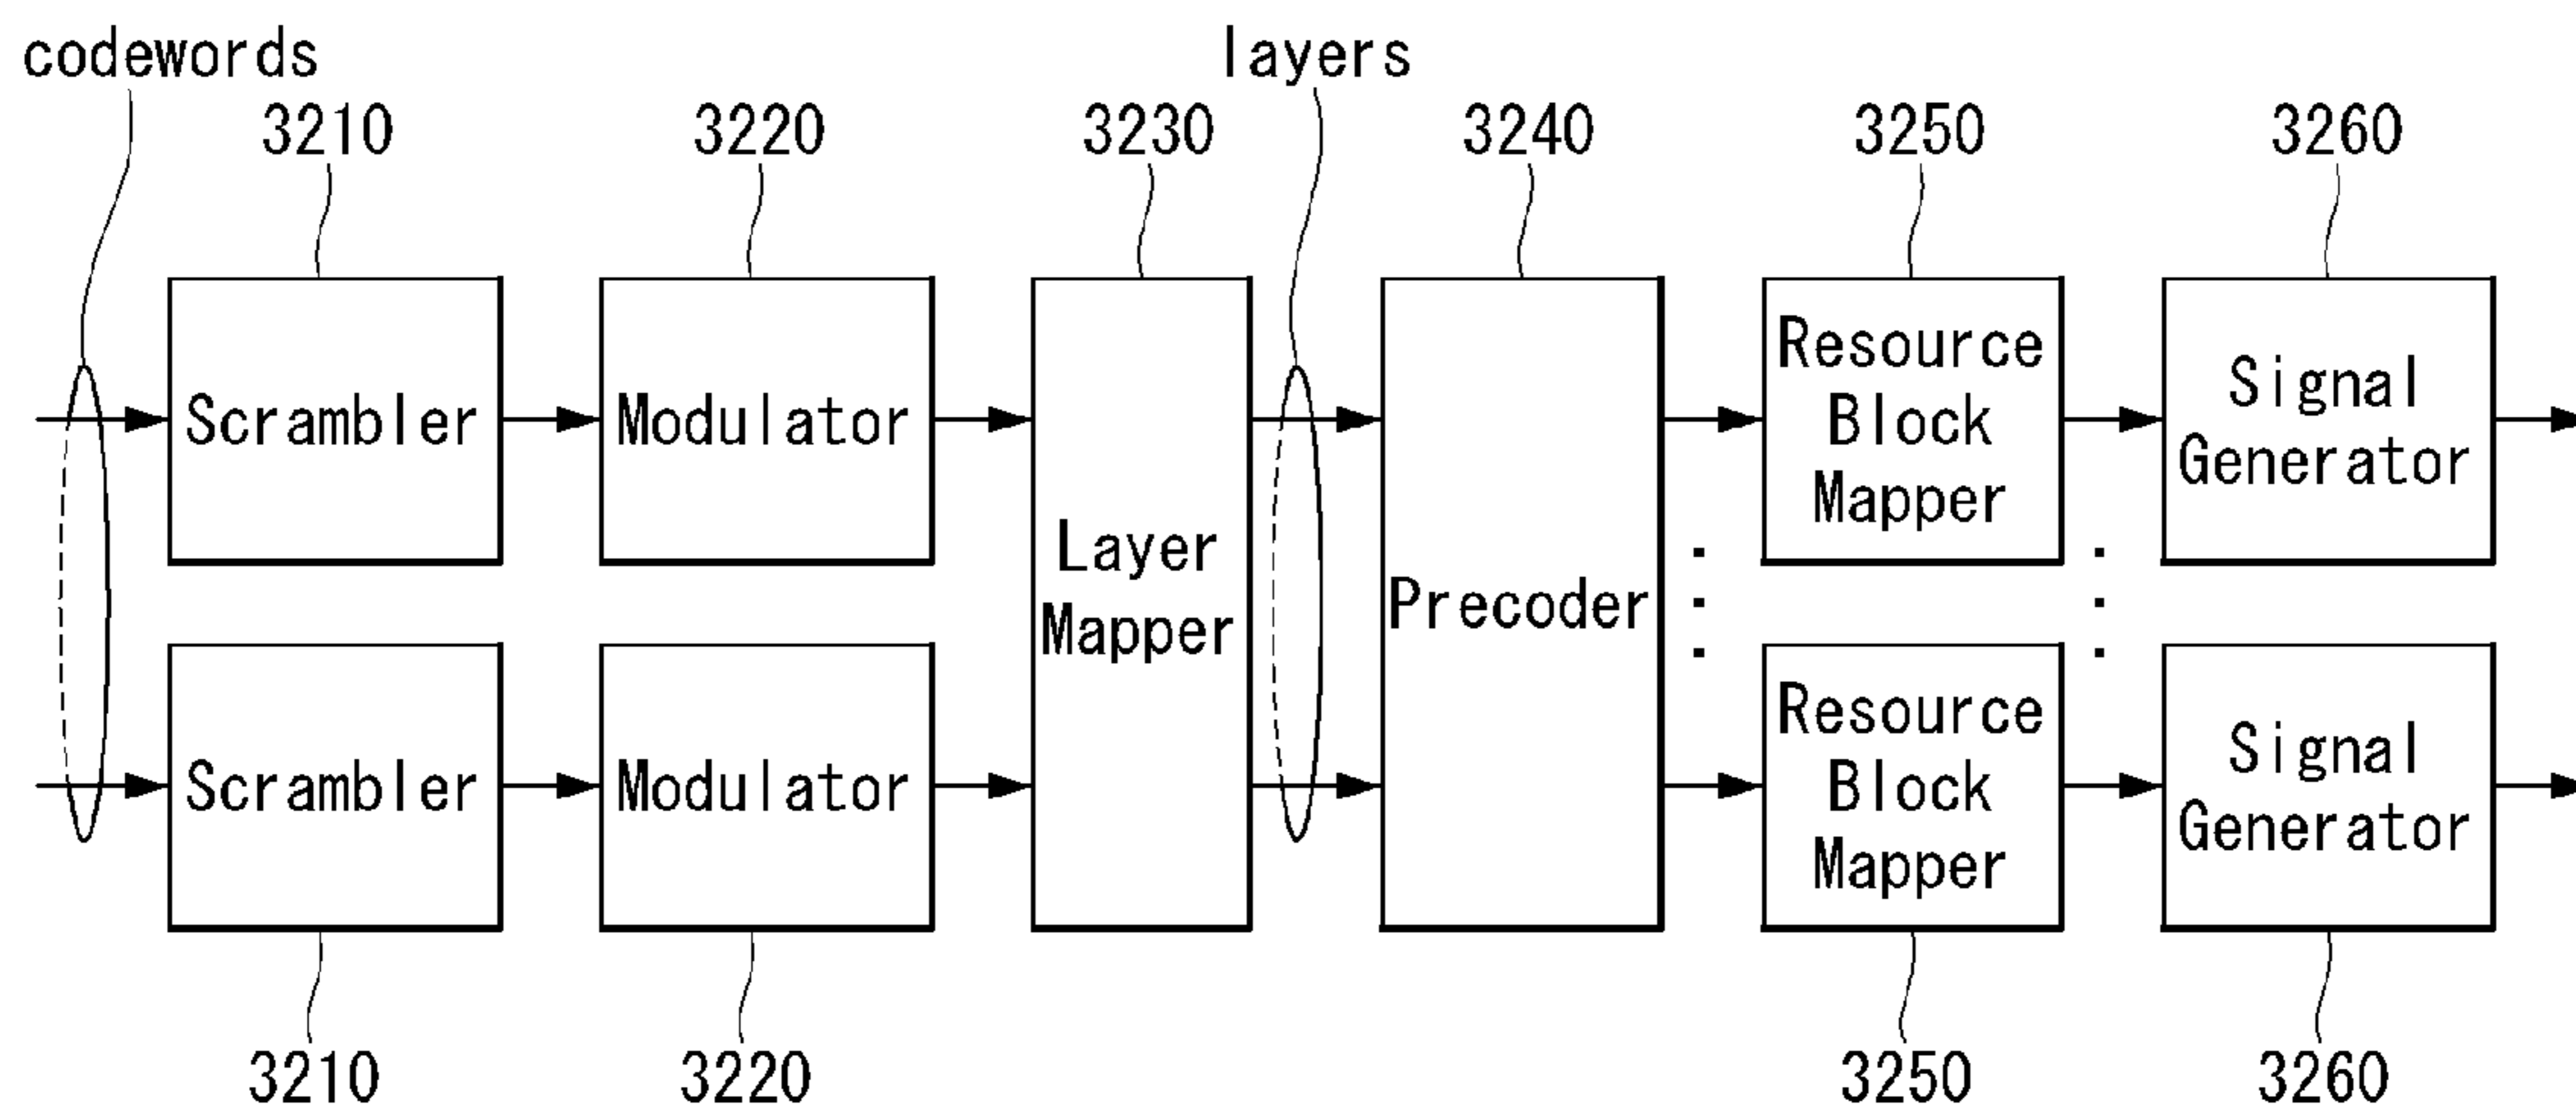 codewords
layers
3210
3220
3230
3240
3250
3260
Scrambler
Modulator
Layer
Mapper
Precoder
Resource
Block
Mapper
Signal
Generator
Scrambler
Modulator
Resource
Block
Mapper
Signal
Generator
3210
3220
3250
3260